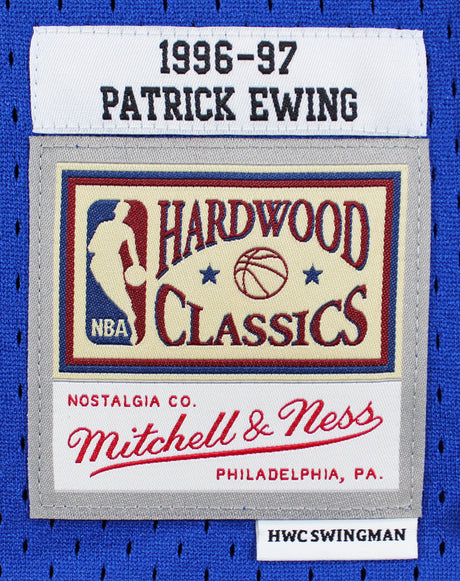 1996-97
PATRICK EWING
HARDWOOD
CLASSICS
NBA
NOSTALGIA CO.
Mitchell & Ness
PHILADELPHIA, PA.
HWC SWINGMAN